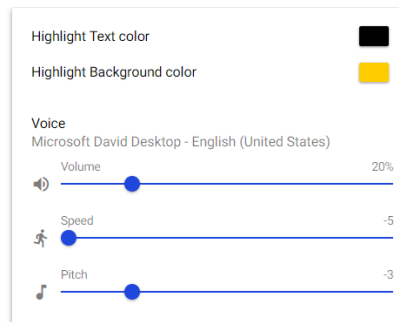 Highlight Text color
Highlight Background color
Voice
Microsoft David Desktop - English (United States)
Volume 20%
Speed -5
Pitch -3